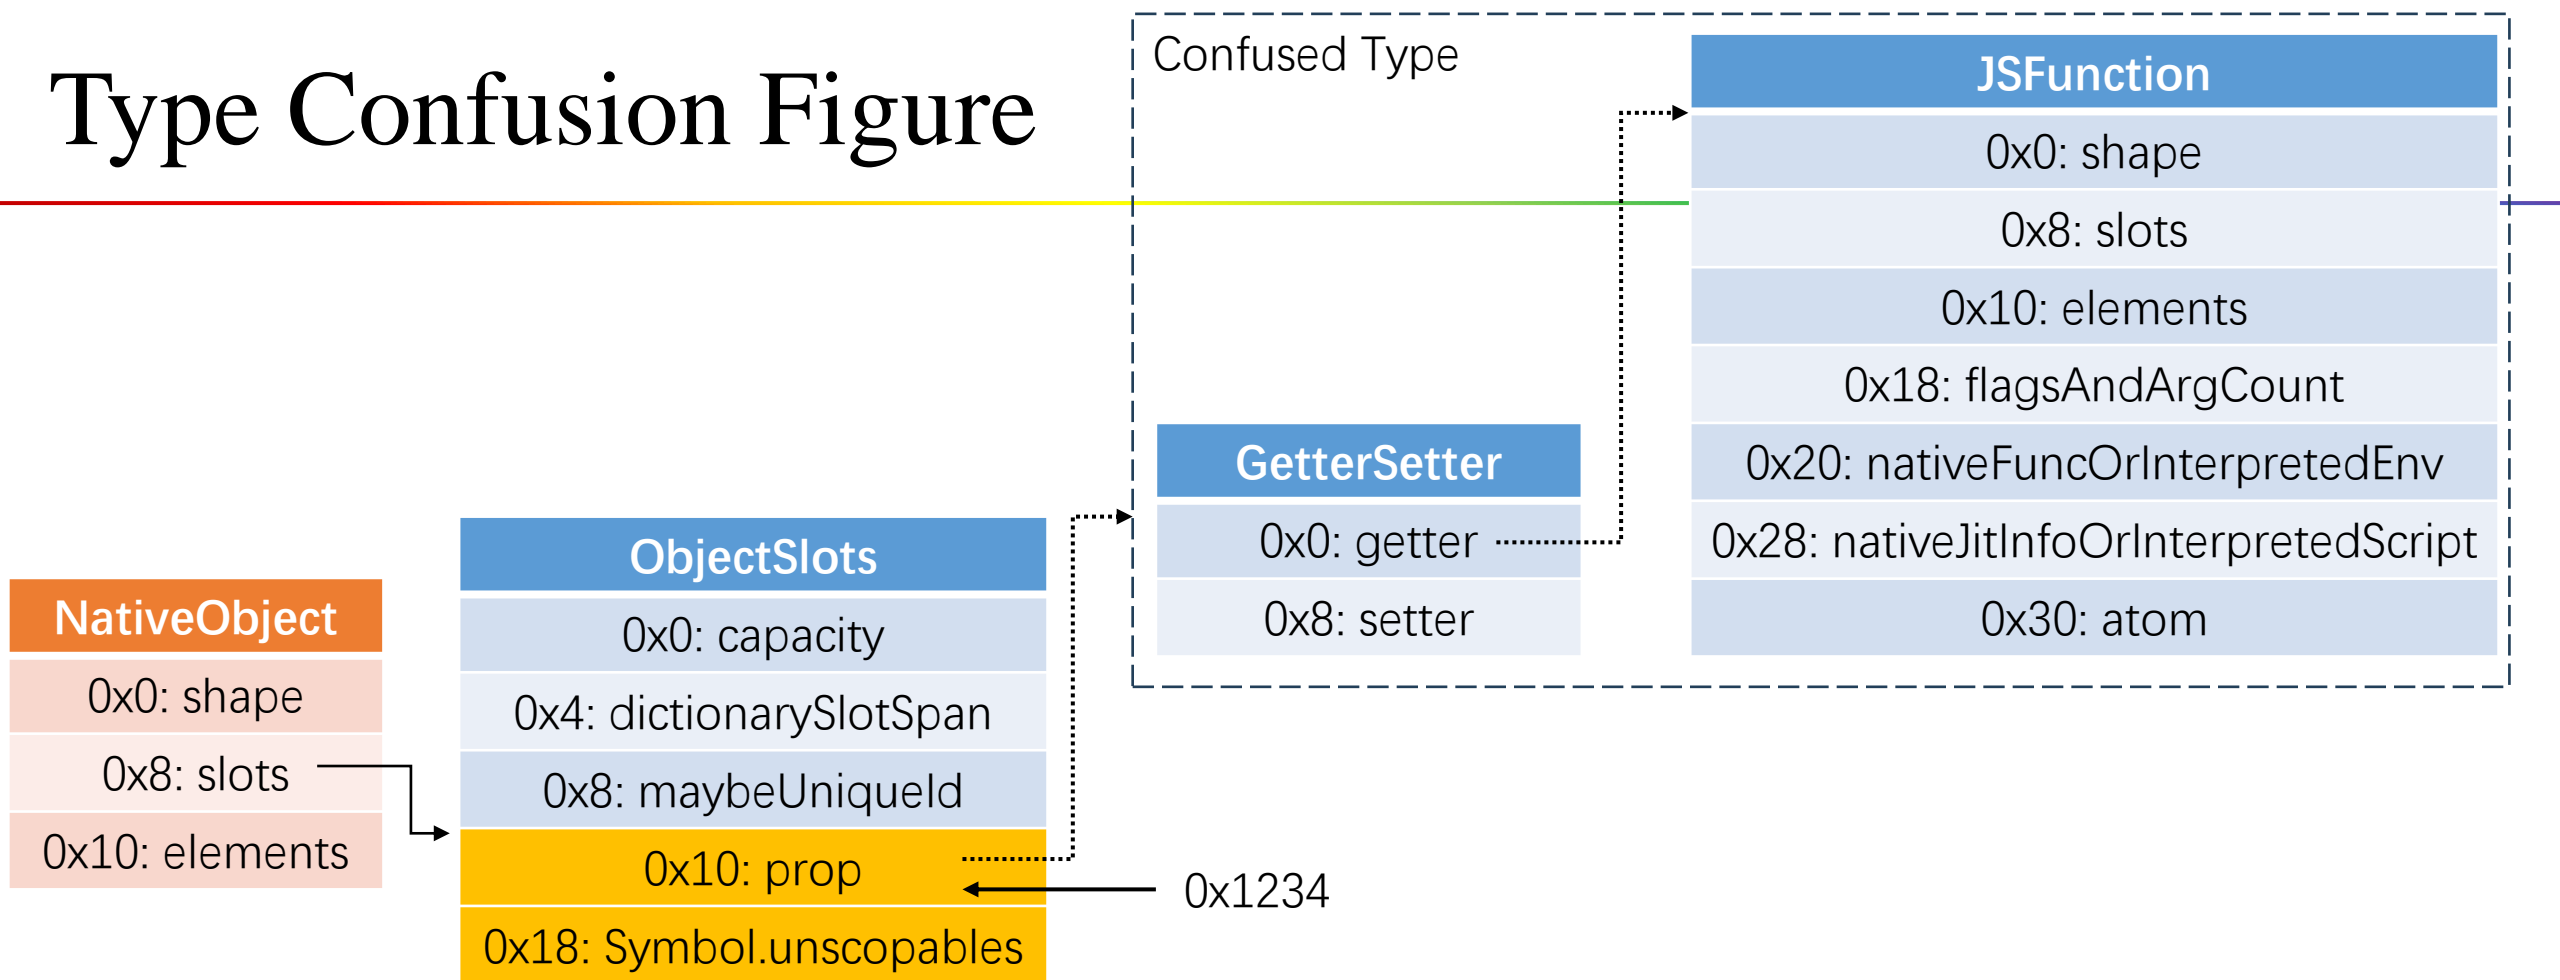 Type Confusion Figure
Confused Type
JSFunction
0x0: shape
0x8: slots
0x10: elements
0x18: flagsAndArgCount
0x20: nativeFuncOrInterpretedEnv
0x28: nativeJitInfoOrInterpretedScript
0x30: atom
GetterSetter
0x0: getter
0x8: setter
ObjectSlots
0x0: capacity
0x4: dictionarySlotSpan
0x8: maybeUniqueId
0x10: prop
0x18: Symbol.unscopables
NativeObject
0x0: shape
0x8: slots
0x10: elements
0x1234